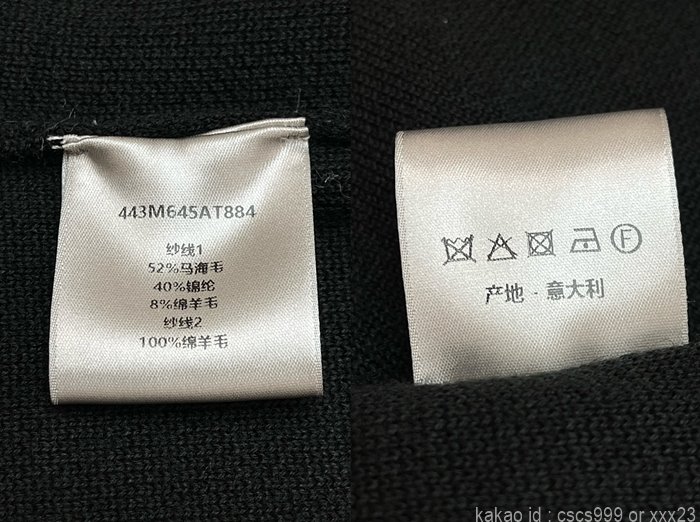 443M645AT884
纱线1
52%马海毛
40%锦纶
8%绵羊毛
纱线2
100%绵羊毛
F
产地 · 意大利
kakao id : cscs999 or xxx23